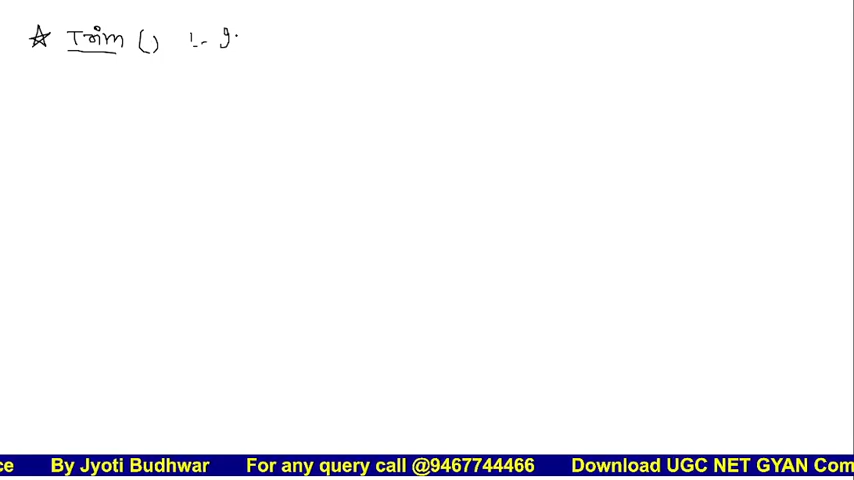 ☆ Trim () :-
ce By Jyoti Budhwar For any query call @9467744466 Download UGC NET GYAN Com